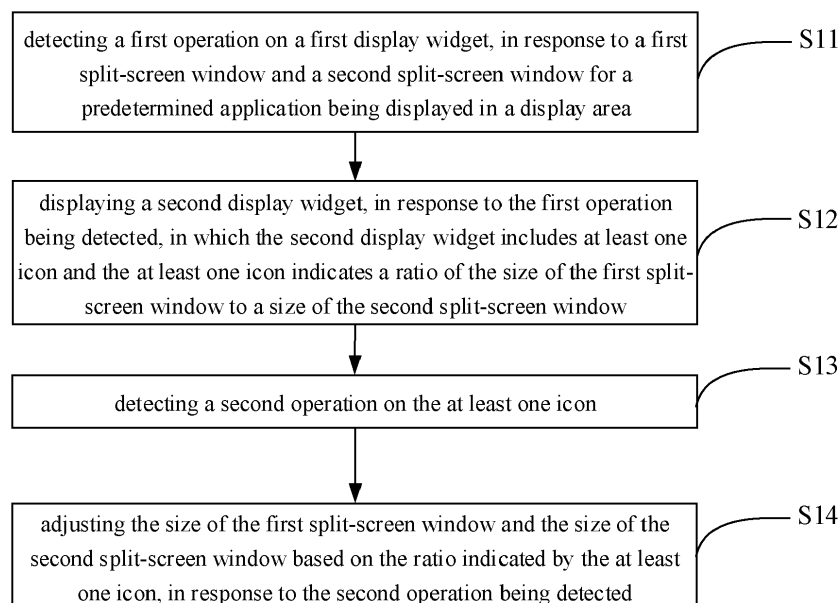 detecting a first operation on a first display widget, in response to a first
split-screen window and a second split-screen window for a
predetermined application being displayed in a display area
S11
displaying a second display widget, in response to the first operation
being detected, in which the second display widget includes at least one
icon and the at least one icon indicates a ratio of the size of the first split-
screen window to a size of the second split-screen window
S12
detecting a second operation on the at least one icon
S13
adjusting the size of the first split-screen window and the size of the
second split-screen window based on the ratio indicated by the at least
one icon, in response to the second operation being detected
S14